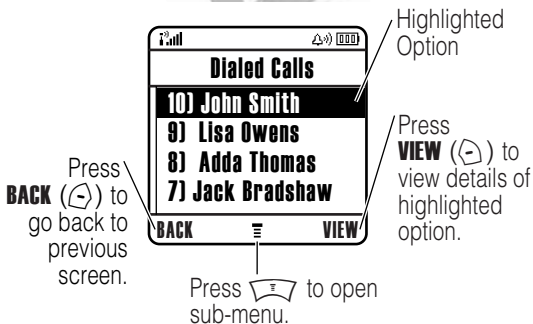 Highlighted
Option
Dialed Calls
10) John Smith
9) Lisa Owens
8) Adda Thomas
7) Jack Bradshaw
BACK
VIEW
Press
BACK (-) to
go back to
previous
screen.
Press
VIEW (-) to
view details of
highlighted
option.
Press to open
sub-menu.